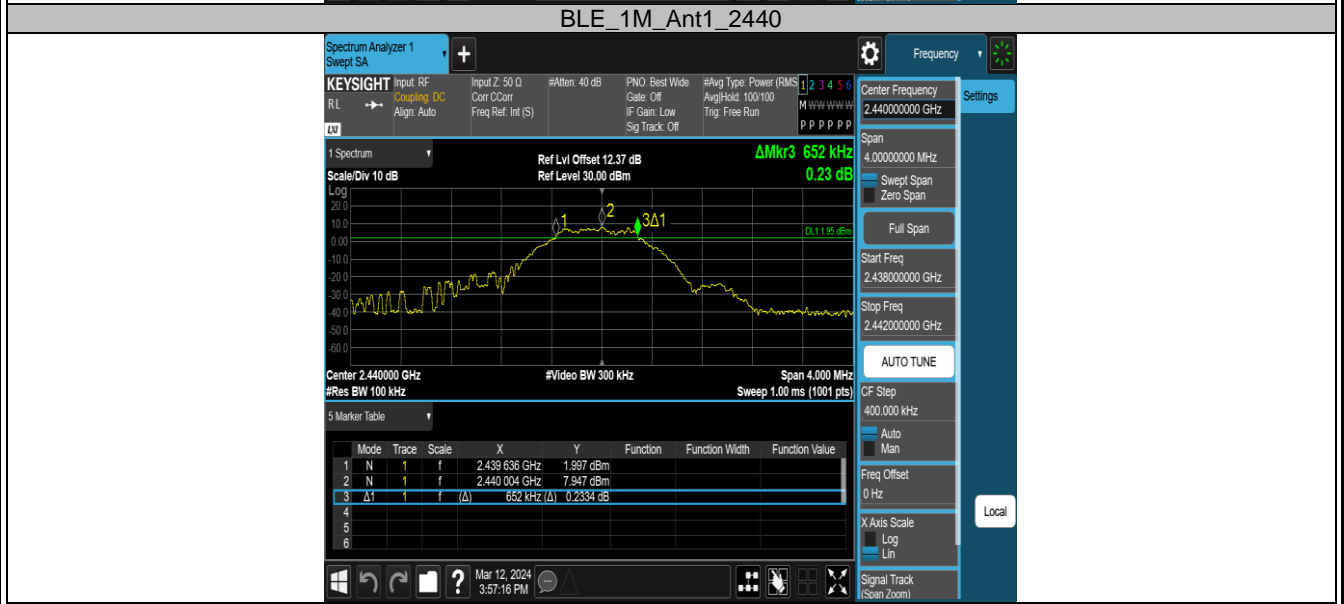 BLE_1M_Ant1_2440
Spectrum Analyzer 1
Swept SA
+
Frequency
KEYSIGHT
RL
LXI
Input: RF
Coupling: DC
Align: Auto
Input Z: 50 Ω
Corr CCorr
Freq Ref: Int (S)
#Atten: 40 dB
PNO: Best Wide
Gate: Off
IF Gain: Low
Sig Track: Off
#Avg Type: Power (RMS
Avg|Hold: 100/100
Trig: Free Run
1 2 3 4 5 6
M W W W W W
P P P P P P
1 Spectrum
Scale/Div 10 dB
Ref Lvl Offset 12.37 dB
Ref Level 30.00 dBm
ΔMkr3 652 kHz
0.23 dB
Log
20.0
10.0
0.00
-10.0
-20.0
-30.0
-40.0
-50.0
-60.0
1
2
3Δ1
DL1 1.95 dBm
Center 2.440000 GHz
#Res BW 100 kHz
#Video BW 300 kHz
Span 4.000 MHz
Sweep 1.00 ms (1001 pts)
5 Marker Table
Mode Trace Scale X Y Function Function Width Function Value
1 N 1 f 2.439 636 GHz 1.997 dBm
2 N 1 f 2.440 004 GHz 7.947 dBm
3 Δ1 1 f (Δ) 652 kHz (Δ) 0.2334 dB
4
5
6
?
Mar 12, 2024
3:57:16 PM
Center Frequency
2.440000000 GHz
Settings
Span
4.00000000 MHz
Swept Span
Zero Span
Full Span
Start Freq
2.438000000 GHz
Stop Freq
2.442000000 GHz
AUTO TUNE
CF Step
400.000 kHz
Auto
Man
Freq Offset
0 Hz
X Axis Scale
Log
Lin
Local
Signal Track
(Span Zoom)